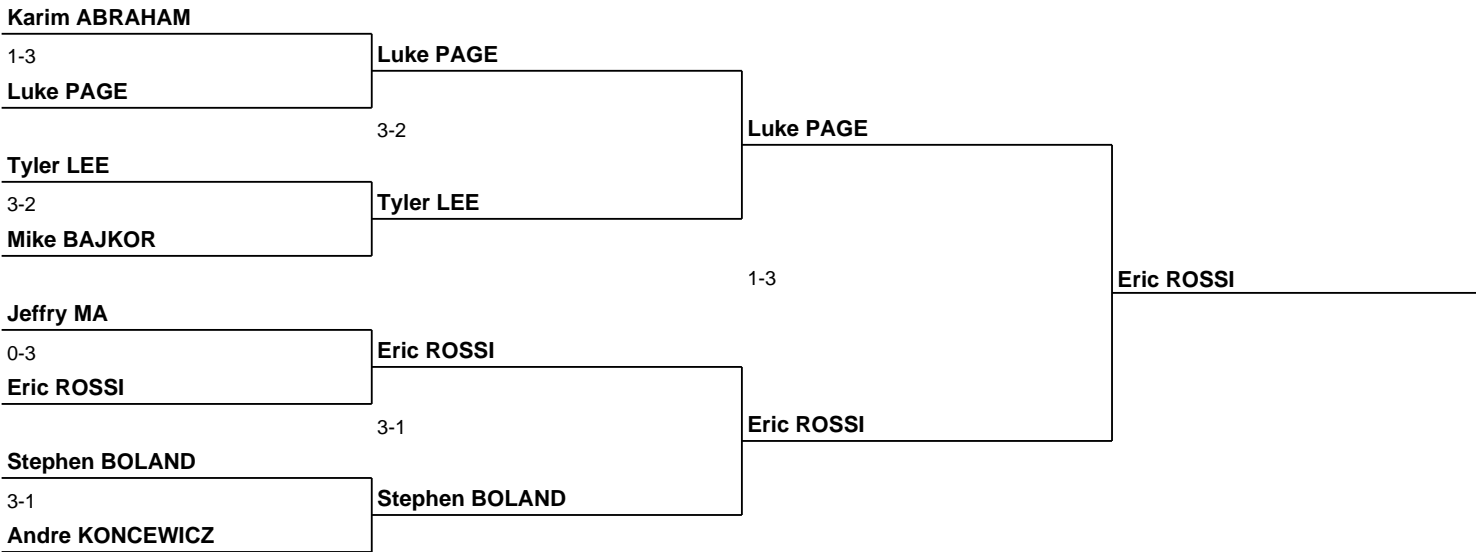 Karim ABRAHAM
1-3
Luke PAGE
Luke PAGE
3-2
Luke PAGE
Tyler LEE
3-2
Tyler LEE
Mike BAJKOR
1-3
Eric ROSSI
Jeffry MA
0-3
Eric ROSSI
Eric ROSSI
3-1
Eric ROSSI
Stephen BOLAND
3-1
Stephen BOLAND
Andre KONCEWICZ